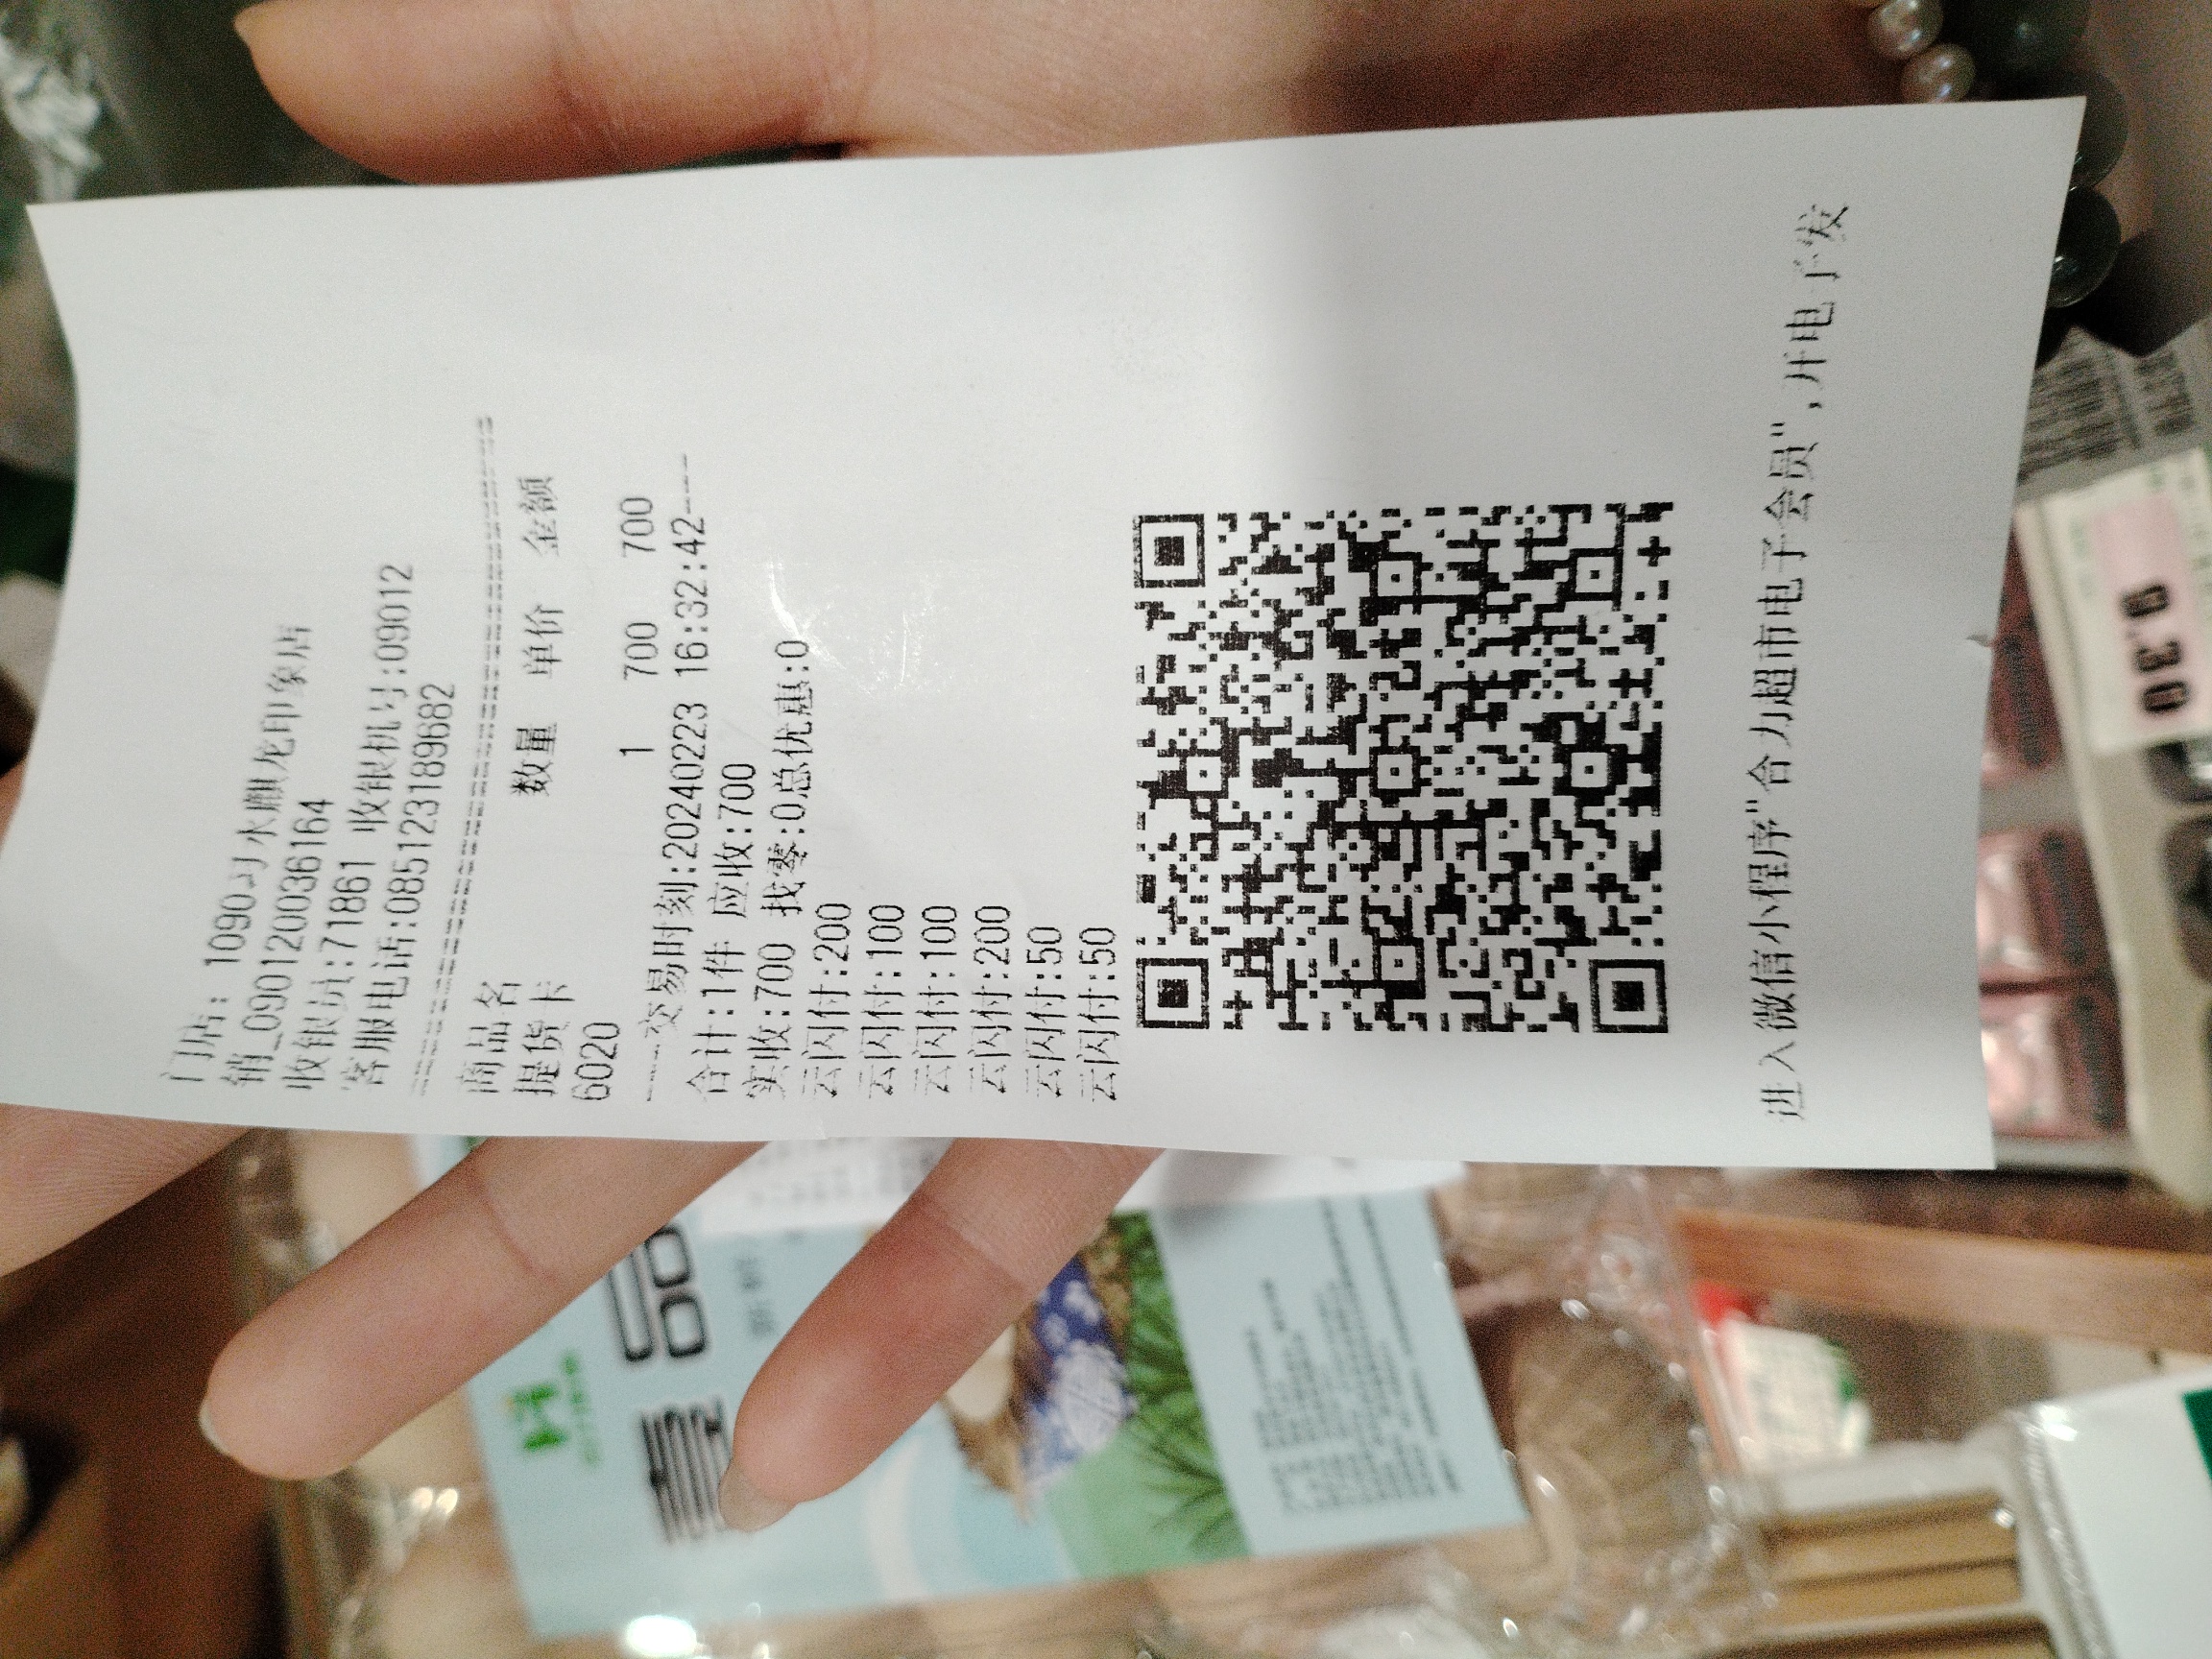 门店: 1090习水麒龙印象店
销_090120036164
收银员:71861 收银机号:09012
客服电话:085123189682
商品名 数量 单价 金额
提货卡
6020 1 700 700
----交易时刻:20240223 16:32:42---
合计:1件 应收:700
实收:700 找零:0总优惠:0
云闪付:200
云闪付:100
云闪付:100
云闪付:200
云闪付:50
云闪付:50
进入微信小程序"合力超市电子会员",开电子发
9.30